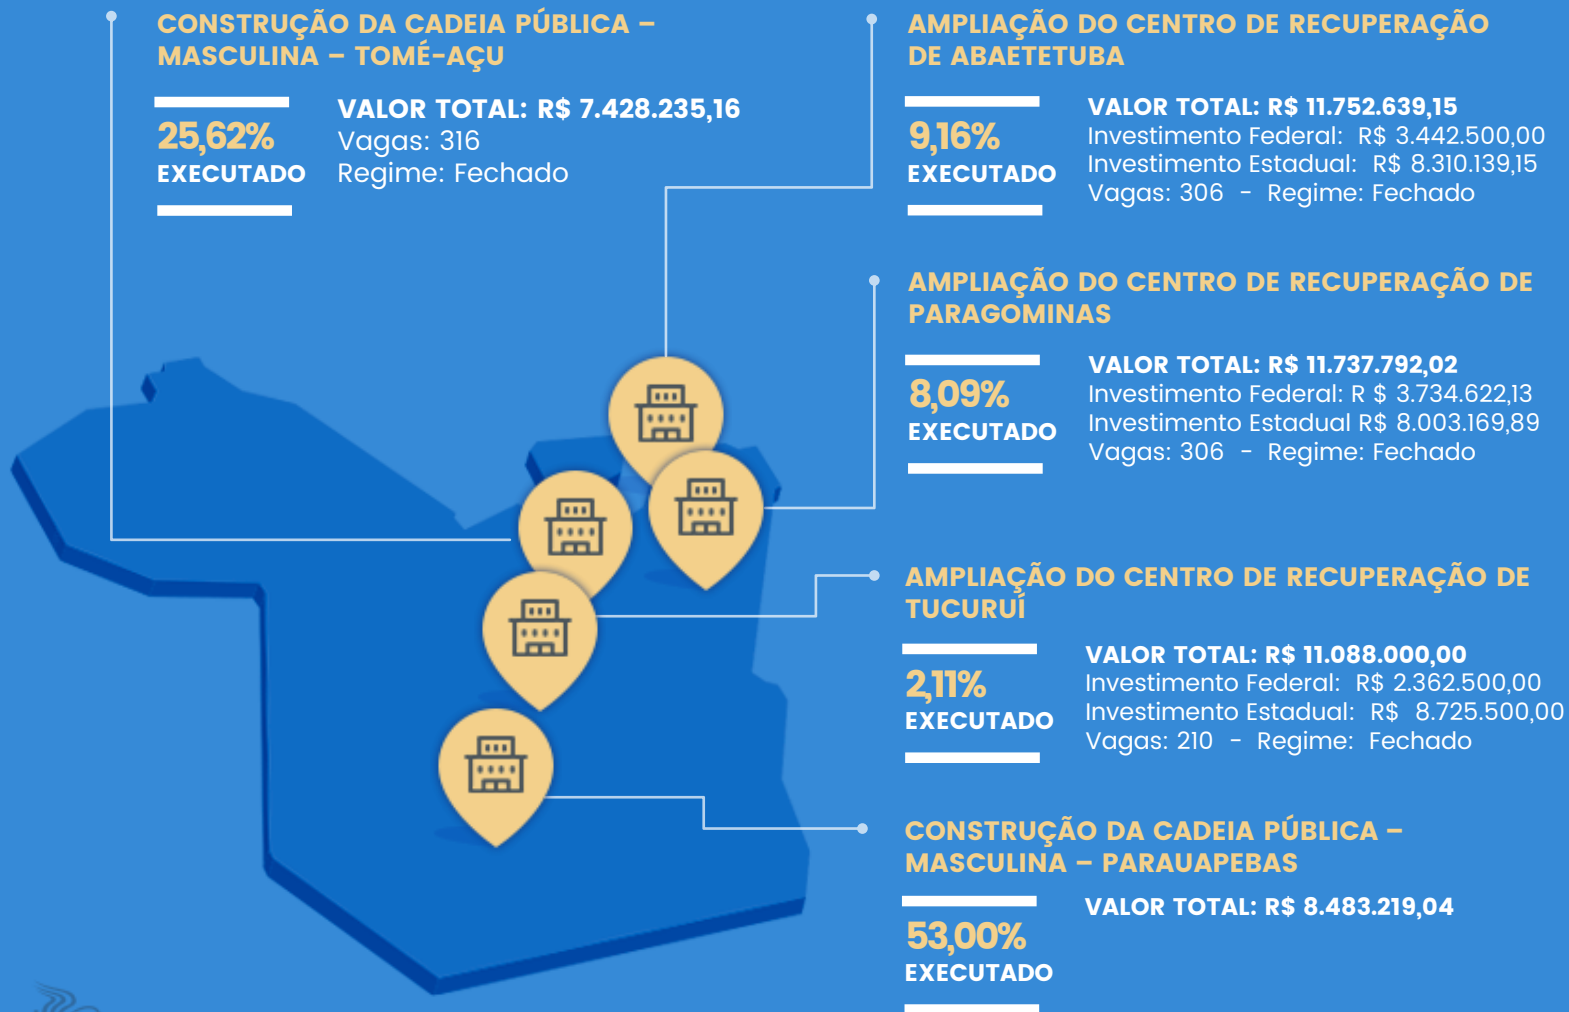 CONSTRUÇÃO DA CADEIA PÚBLICA –
MASCULINA – TOMÉ-AÇU
25,62%
EXECUTADO
VALOR TOTAL: R$ 7.428.235,16
Vagas: 316
Regime: Fechado
AMPLIAÇÃO DO CENTRO DE RECUPERAÇÃO
DE ABAETETUBA
9,16%
EXECUTADO
VALOR TOTAL: R$ 11.752.639,15
Investimento Federal: R$ 3.442.500,00
Investimento Estadual: R$ 8.310.139,15
Vagas: 306 - Regime: Fechado
AMPLIAÇÃO DO CENTRO DE RECUPERAÇÃO DE
PARAGOMINAS
8,09%
EXECUTADO
VALOR TOTAL: R$ 11.737.792,02
Investimento Federal: R $ 3.734.622,13
Investimento Estadual R$ 8.003.169,89
Vagas: 306 - Regime: Fechado
AMPLIAÇÃO DO CENTRO DE RECUPERAÇÃO DE
TUCURUÍ
2,11%
EXECUTADO
VALOR TOTAL: R$ 11.088.000,00
Investimento Federal: R$ 2.362.500,00
Investimento Estadual: R$ 8.725.500,00
Vagas: 210 - Regime: Fechado
CONSTRUÇÃO DA CADEIA PÚBLICA –
MASCULINA – PARAUAPEBAS
53,00%
EXECUTADO
VALOR TOTAL: R$ 8.483.219,04